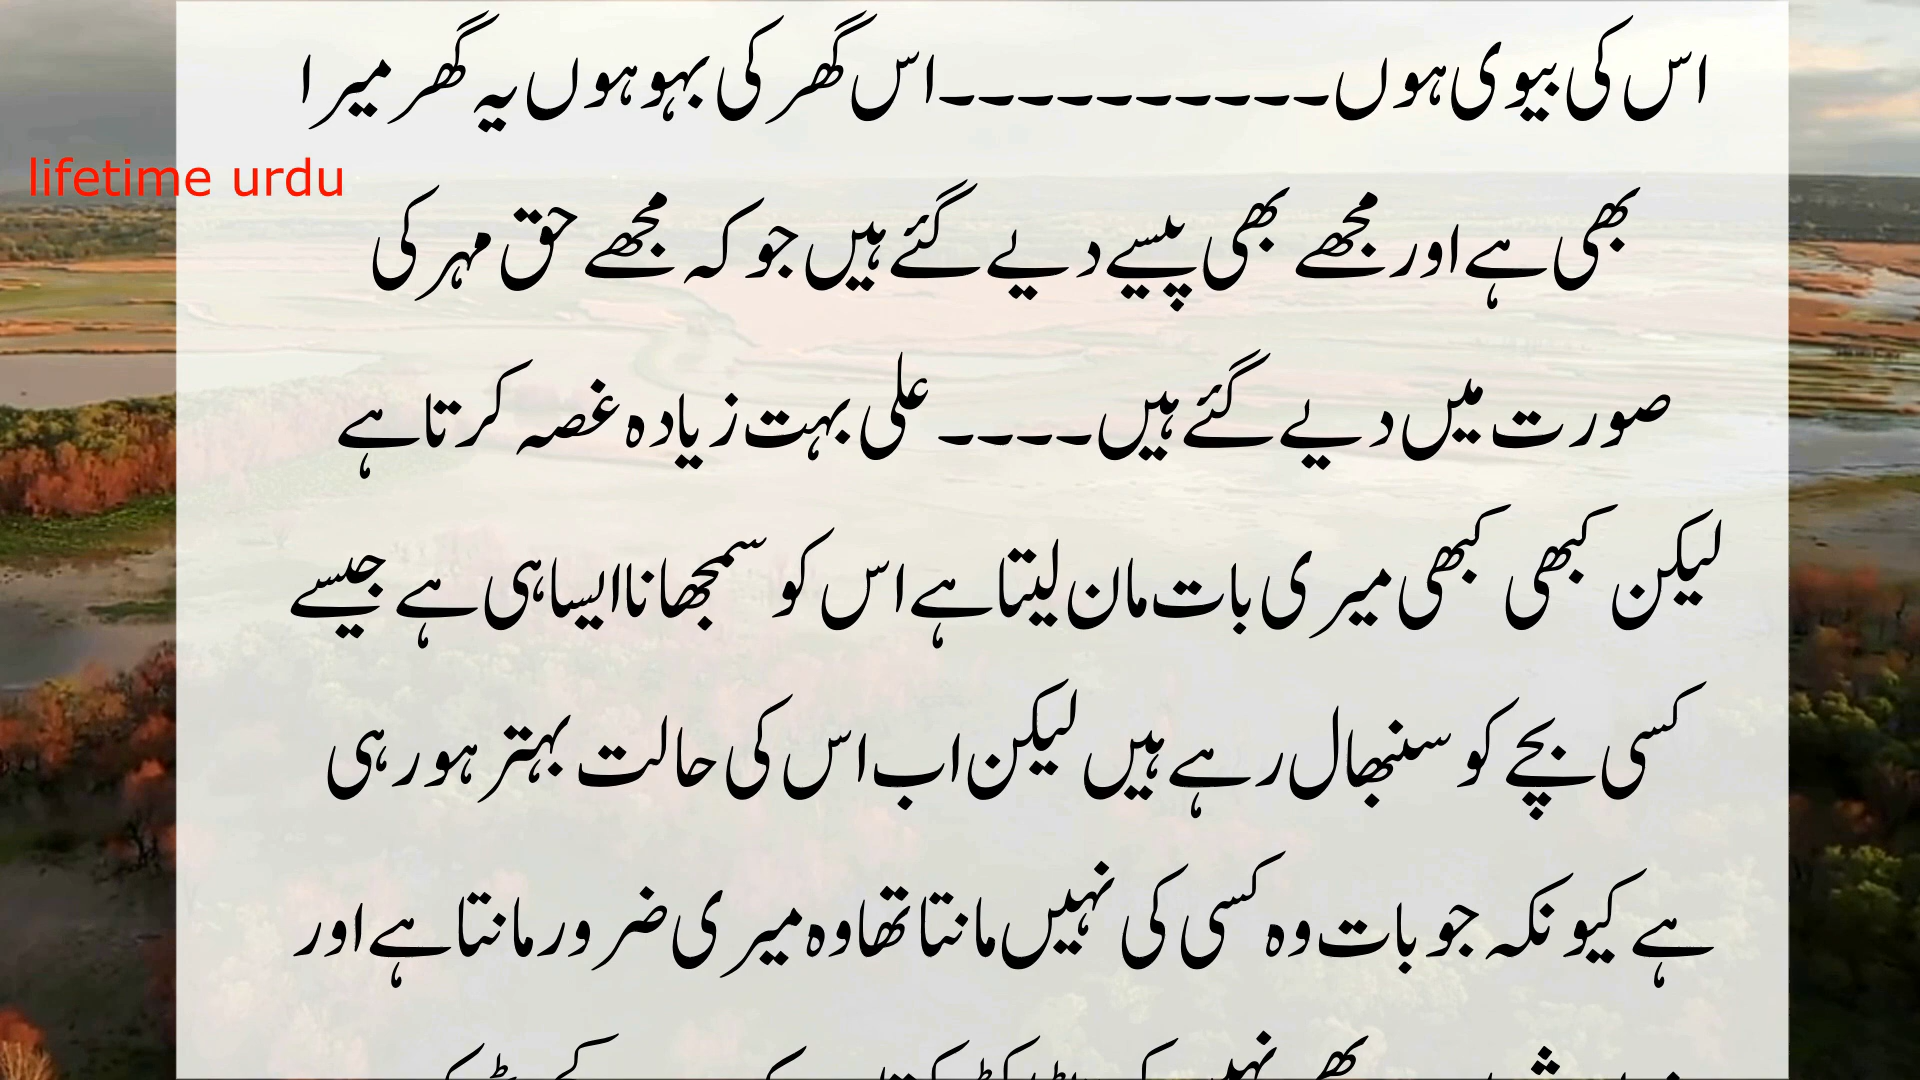 اس کی بیوی ہوں۔۔۔۔۔۔۔۔۔۔اس گھر کی بہو ہوں یہ گھر میرا
lifetime urdu
بھی ہے اور مجھے بھی پیسے دیے گئے ہیں جو کہ مجھے حق مہر کی
صورت میں دیے گئے ہیں۔۔۔۔ علی بہت زیادہ غصہ کرتا ہے
لیکن کبھی کبھی میری بات مان لیتا ہے اس کو سمجھانا ایسا ہی ہے جیسے
کسی بچے کو سنبھال رہے ہیں لیکن اب اس کی حالت بہتر ہو رہی
ہے کیونکہ جو بات وہ کسی کی نہیں مانتا تھا وہ میری ضرور مانتا ہے اور